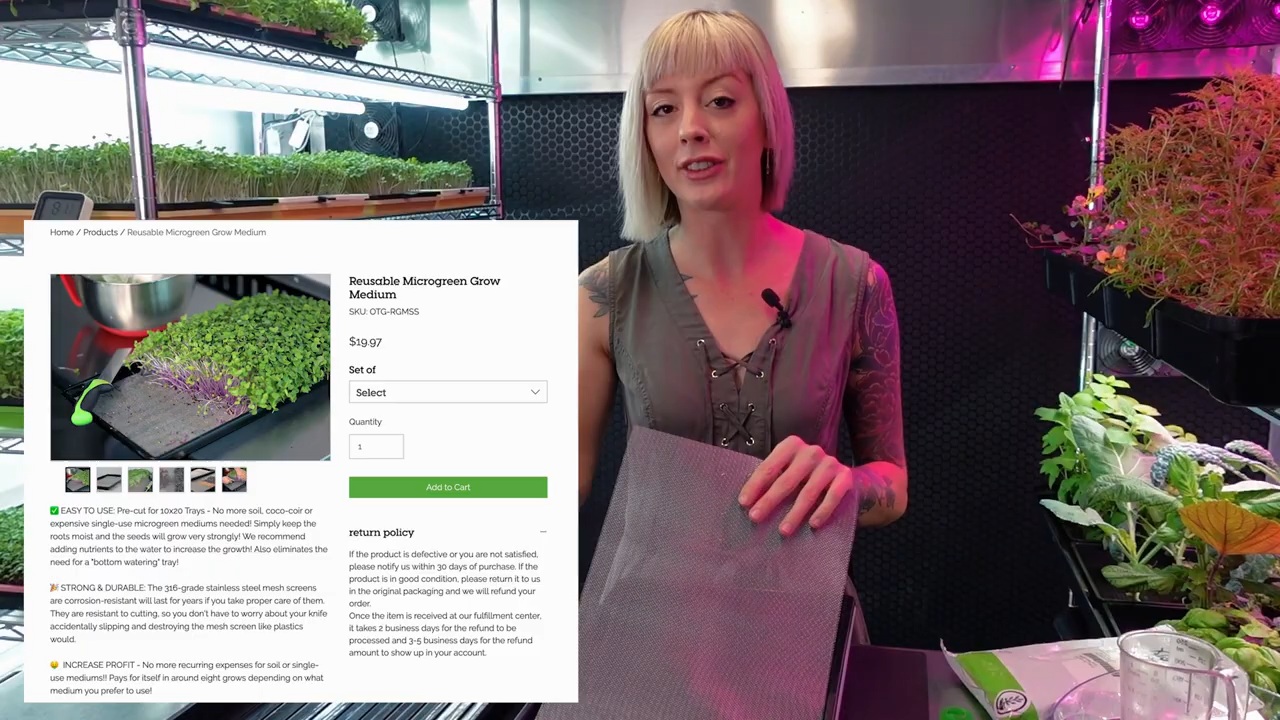 Home / Products / Reusable Microgreen Grow Medium
Reusable Microgreen Grow
Medium
SKU: OTG-RGMSS
$19.97
Set of
Select
Quantity
1
Add to Cart
✅ EASY TO USE: Pre-cut for 10x20 Trays - No more soil, coco-coir or
expensive single-use microgreen mediums needed! Simply keep the
roots moist and the seeds will grow very strongly! We recommend
adding nutrients to the water to increase the growth! Also eliminates the
need for a "bottom watering" tray!
🎉 STRONG & DURABLE: The 316-grade stainless steel mesh screens
are corrosion-resistant will last for years if you take proper care of them.
They are resistant to cutting, so you don't have to worry about your knife
accidentally slipping and destroying the mesh screen like plastics
would.
🤑 INCREASE PROFIT - No more recurring expenses for soil or single-
use mediums!! Pays for itself in around eight grows depending on what
medium you prefer to use!
return policy
If the product is defective or you are not satisfied,
please notify us within 30 days of purchase. If the
product is in good condition, please return it to us
in the original packaging and we will refund your
order.
Once the item is received at our fulfillment center,
it takes 2 business days for the refund to be
processed and 3-5 business days for the refund
amount to show up in your account.